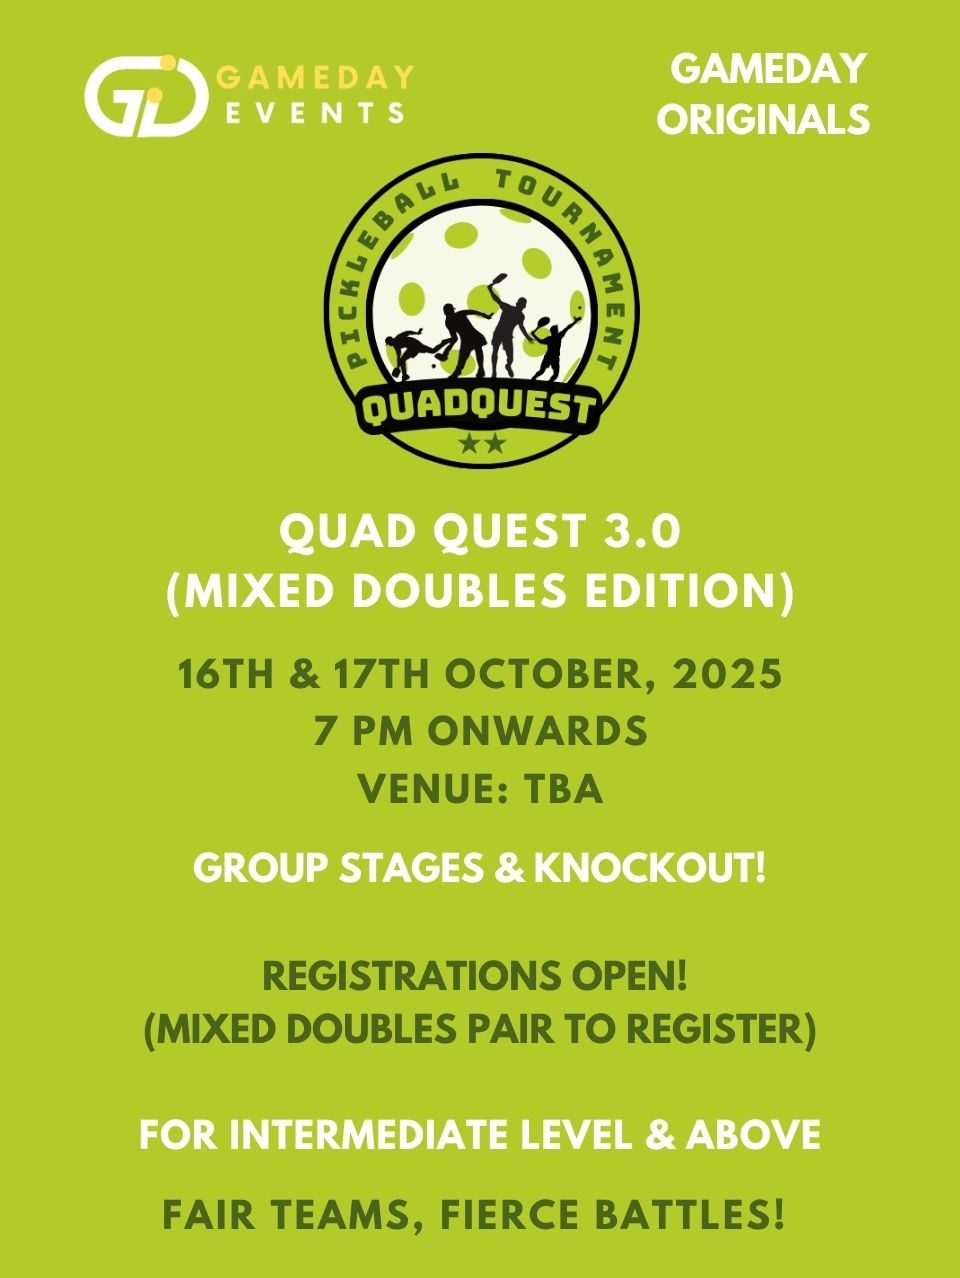 GAMEDAY
EVENTS
GAMEDAY
ORIGINALS
PICKLEBALL TOURNAMENT
QUADQUEST
QUAD QUEST 3.0
(MIXED DOUBLES EDITION)
16TH & 17TH OCTOBER, 2025
7 PM ONWARDS
VENUE: TBA
GROUP STAGES & KNOCKOUT!
REGISTRATIONS OPEN!
(MIXED DOUBLES PAIR TO REGISTER)
FOR INTERMEDIATE LEVEL & ABOVE
FAIR TEAMS, FIERCE BATTLES!